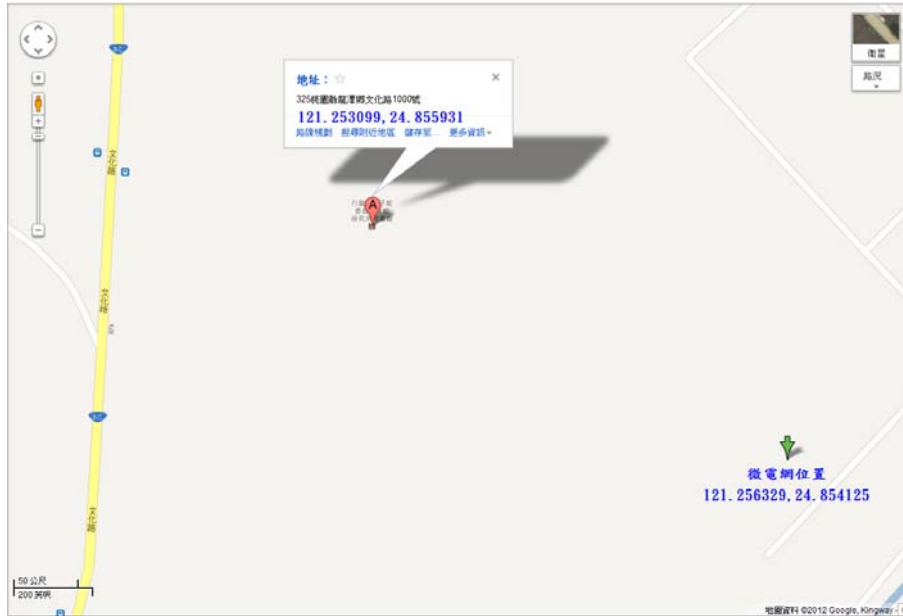 地址：
325桃園縣龍潭鄉文化路1000號
121.253099,24.855931
路線規劃 搜尋附近地區 儲存至... 更多資訊
衛星
路況
文化路
文化路
文化路
微電網位置
121.256329,24.854125
50 公尺
200 英呎
地圖資料 ©2012 Google, Kingway